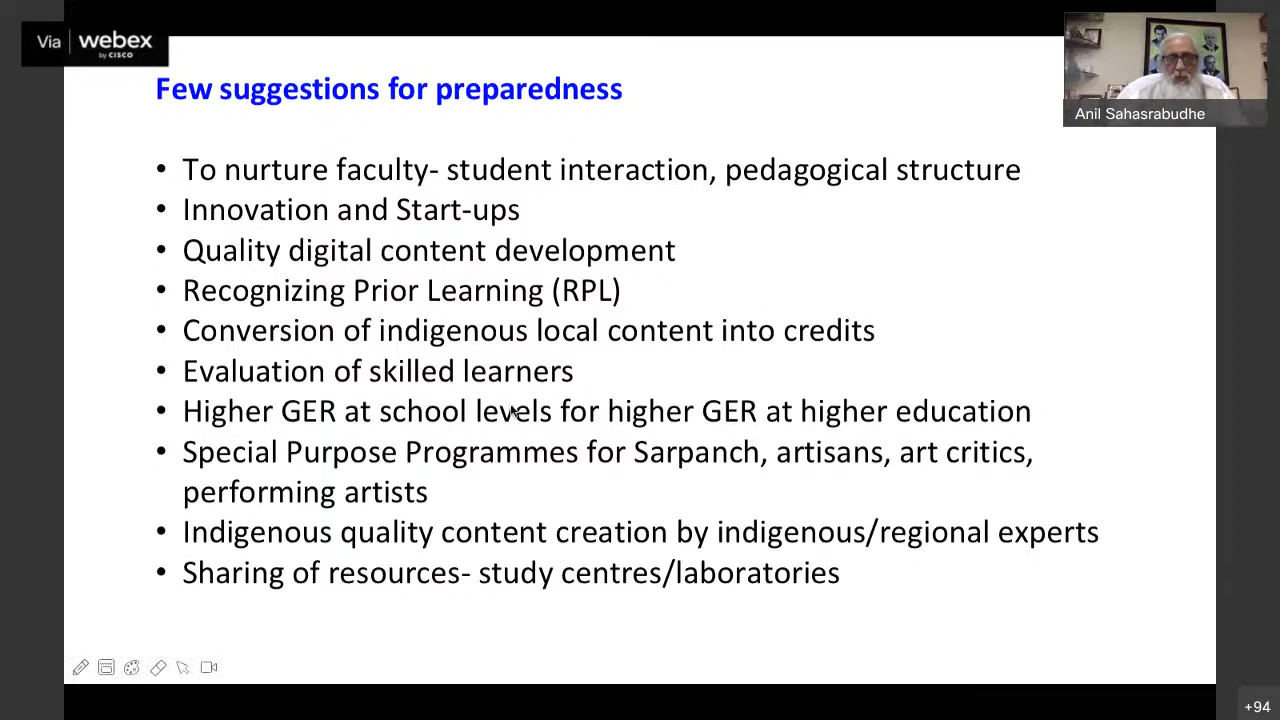 Via webex
by CISCO
Anil Sahasrabudhe
Few suggestions for preparedness
• To nurture faculty- student interaction, pedagogical structure
• Innovation and Start-ups
• Quality digital content development
• Recognizing Prior Learning (RPL)
• Conversion of indigenous local content into credits
• Evaluation of skilled learners
• Higher GER at school levels for higher GER at higher education
• Special Purpose Programmes for Sarpanch, artisans, art critics,
performing artists
• Indigenous quality content creation by indigenous/regional experts
• Sharing of resources- study centres/laboratories
+94